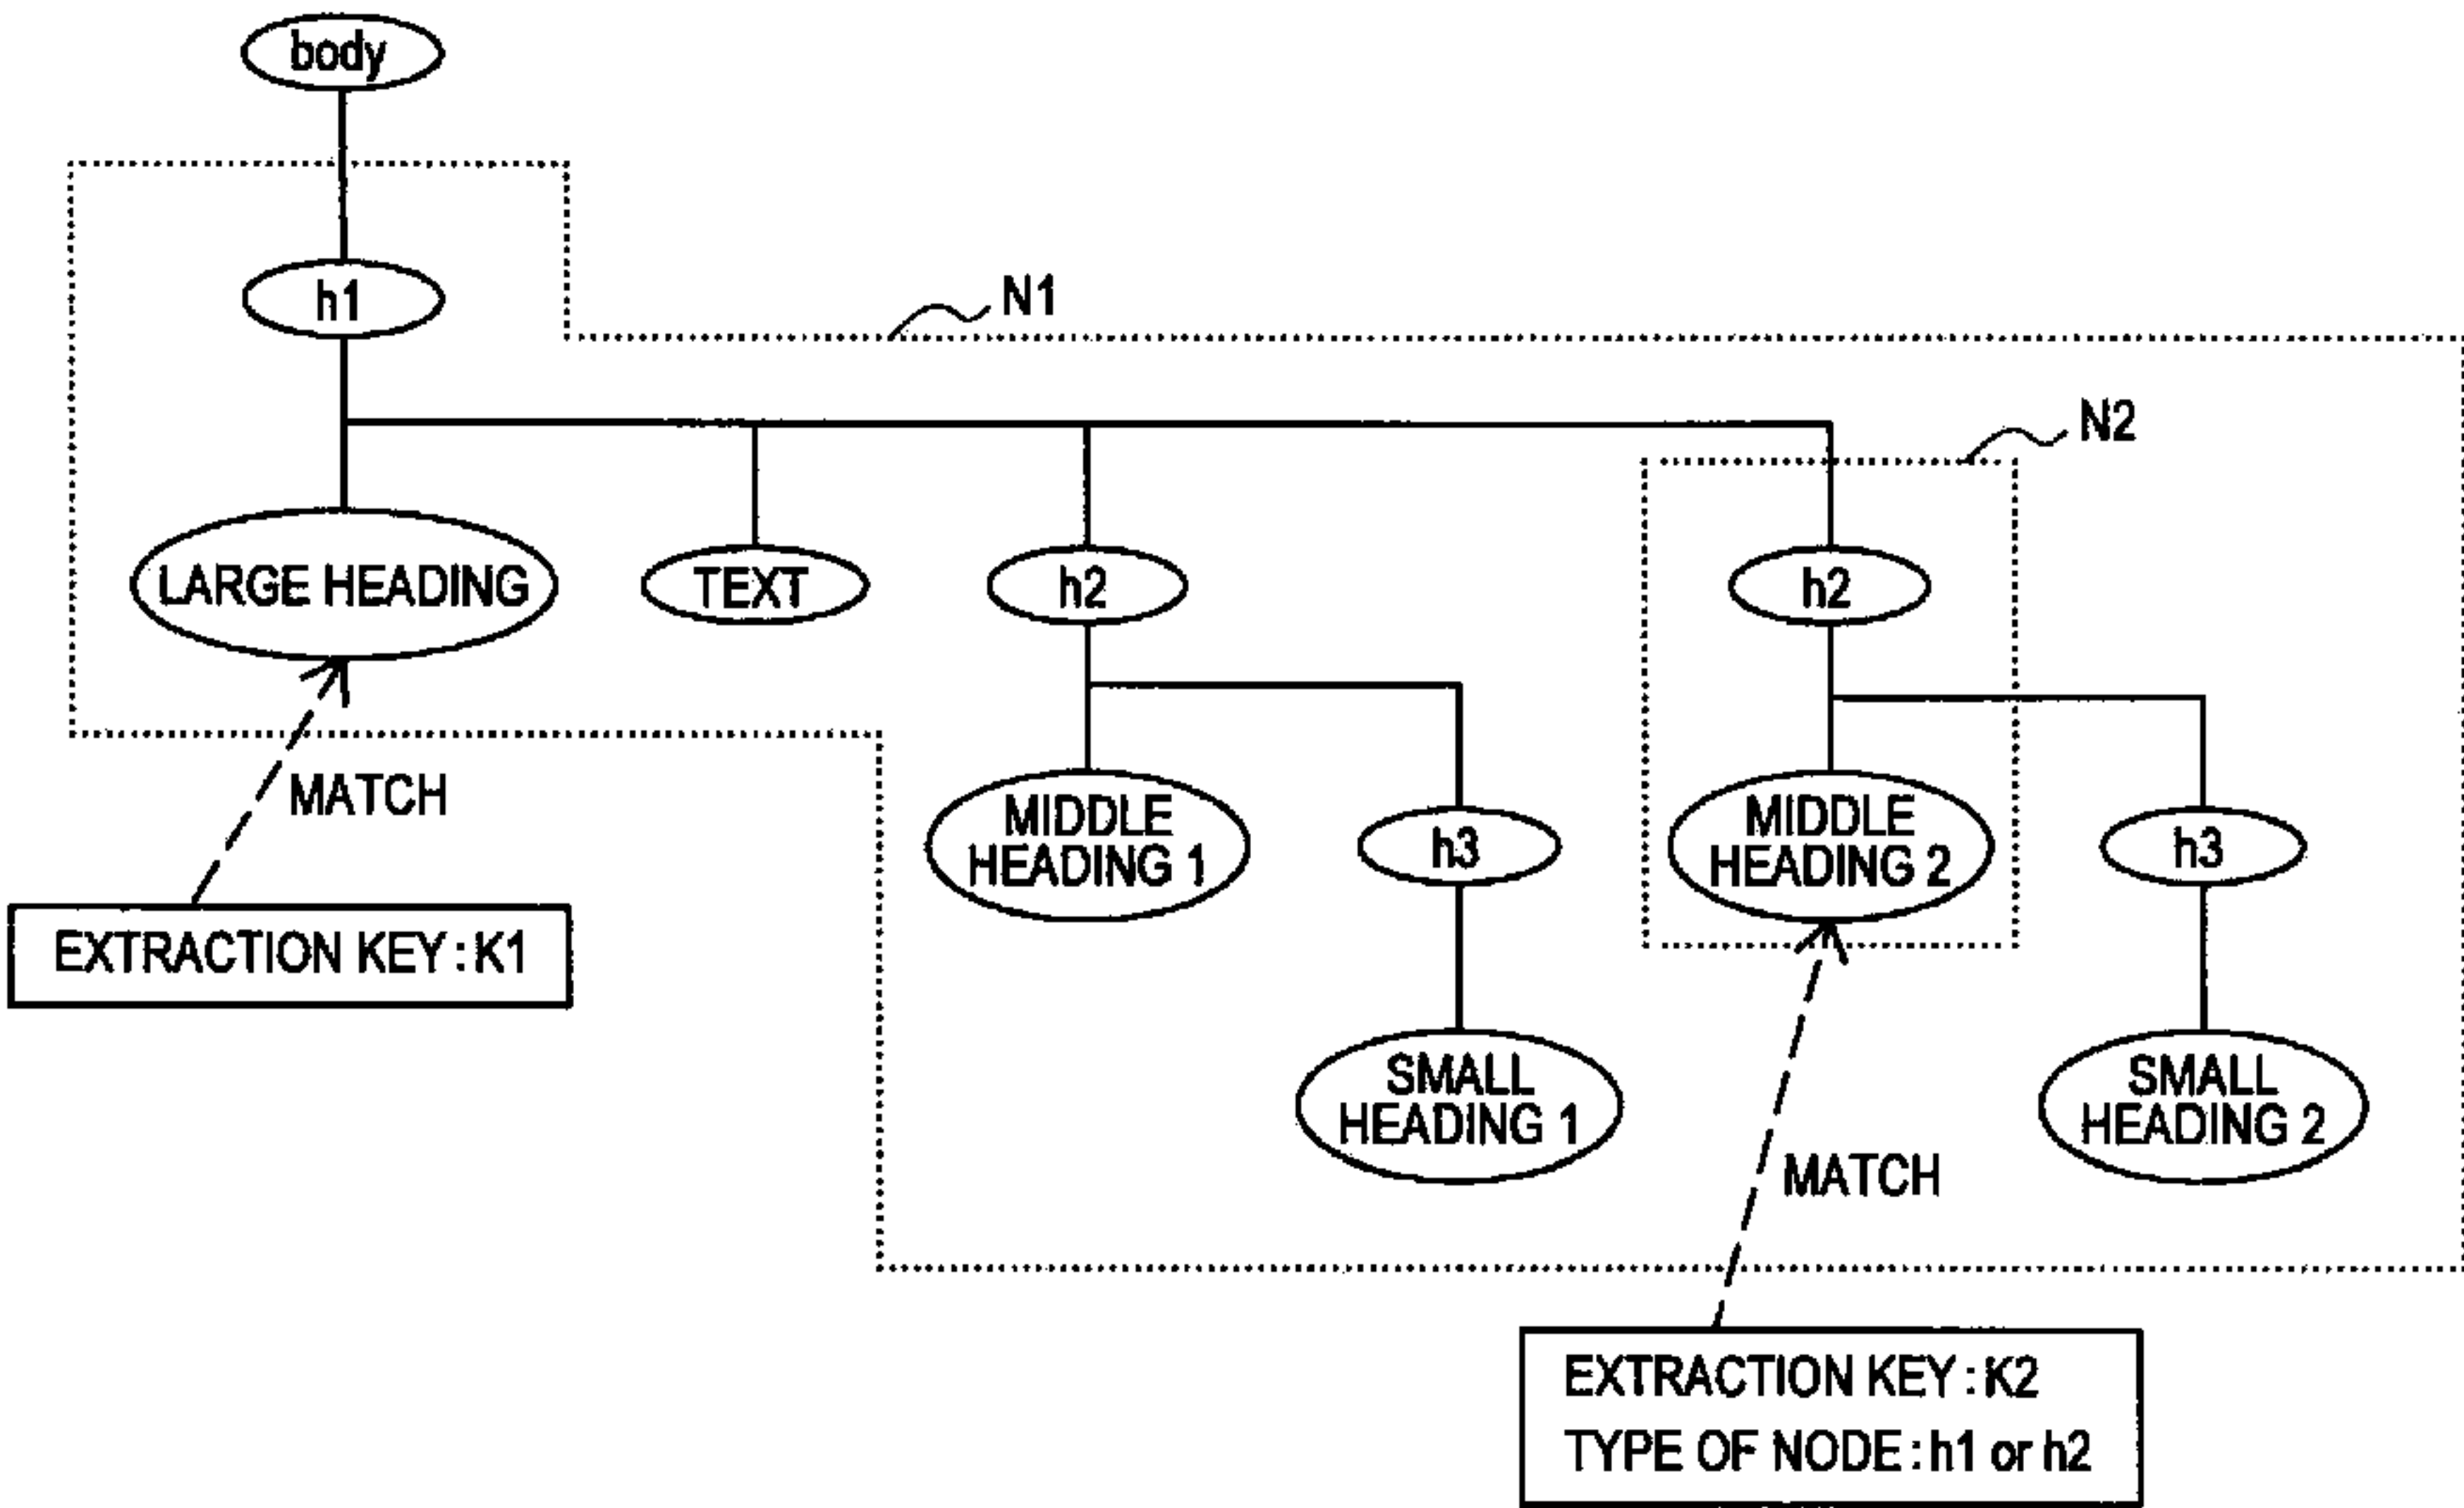 body
h1
N1
N2
LARGE HEADING
TEXT
h2
h2
MATCH
MIDDLE
HEADING 1
h3
MIDDLE
HEADING 2
h3
EXTRACTION KEY : K1
SMALL
HEADING 1
SMALL
HEADING 2
MATCH
EXTRACTION KEY : K2
TYPE OF NODE : h1 or h2